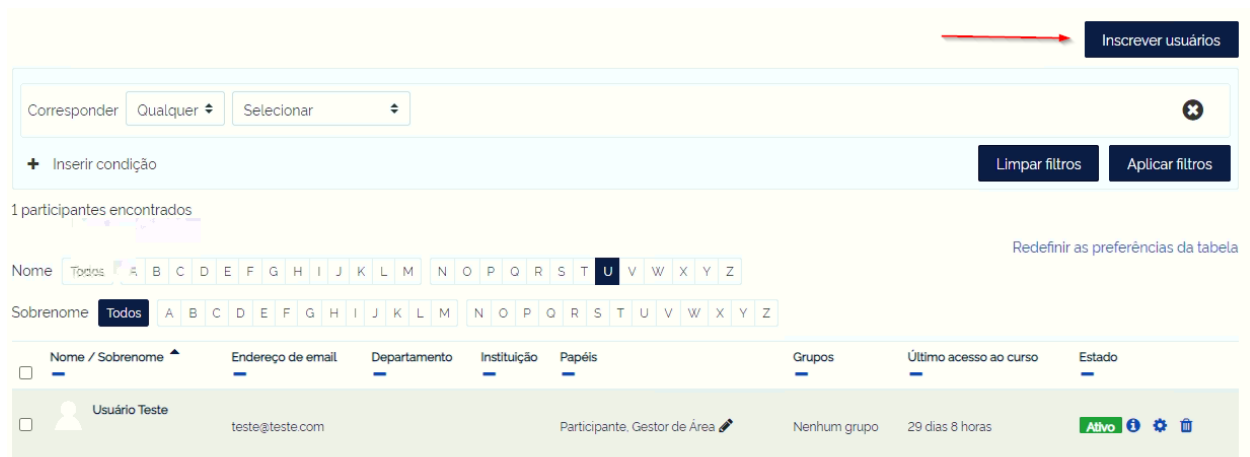 Inscrever usuários
Corresponder Qualquer Selecionar
Inserir condição Limpar filtros Aplicar filtros
1 participantes encontrados
Redefinir as preferências da tabela
Nome Todos A B C D E F G H I J K L M N O P Q R S T U V W X Y Z
Sobrenome Todos A B C D E F G H I J K L M N O P Q R S T U V W X Y Z
Nome / Sobrenome Endereço de email Departamento Instituição Papéis Grupos Último acesso ao curso Estado
Usuário Teste
teste@teste.com Participante, Gestor de Área Nenhum grupo 29 dias 8 horas Ativo